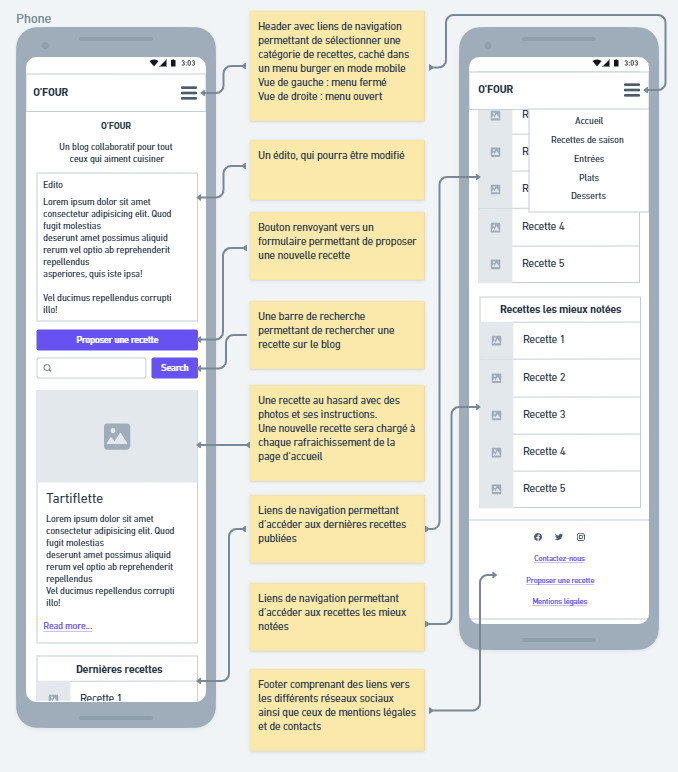 Phone
3:03
O'FOUR
O'FOUR
Un blog collaboratif pour tout
ceux qui aiment cuisiner
Edito
Lorem ipsum dolor sit amet
consectetur adipisicing elit. Quod
fugit molestias
deserunt amet possimus aliquid
rerum vel optio ab reprehenderit
repellendus
asperiores, quis iste ipsa!
Vel ducimus repellendus corrupti
illo!
Proposer une recette
Search
Tartiflette
Lorem ipsum dolor sit amet
consectetur adipisicing elit. Quod
fugit molestias
deserunt amet possimus aliquid
rerum vel optio ab reprehenderit
repellendus
Vel ducimus repellendus corrupti
illo!
Read more...
Dernières recettes
Recette 1
Header avec liens de navigation
permettant de sélectionner une
catégorie de recettes, caché dans
un menu burger en mode mobile
Vue de gauche : menu fermé
Vue de droite : menu ouvert
Un édito, qui pourra être modifié
Bouton renvoyant vers un
formulaire permettant de proposer
une nouvelle recette
Une barre de recherche
permettant de rechercher une
recette sur le blog
Une recette au hasard avec des
photos et ses instructions.
Une nouvelle recette sera chargé à
chaque rafraichissement de la
page d'accueil
Liens de navigation permettant
d'accéder aux dernières recettes
publiées
Liens de navigation permettant
d'accéder aux recettes les mieux
notées
Footer comprenant des liens vers
les différents réseaux sociaux
ainsi que ceux de mentions légales
et de contacts
3:03
O'FOUR
Accueil
Recettes de saison
Entrées
Plats
Desserts
R
R
R
Recette 4
Recette 5
Recettes les mieux notées
Recette 1
Recette 2
Recette 3
Recette 4
Recette 5
Contactez-nous
Proposer une recette
Mentions légales